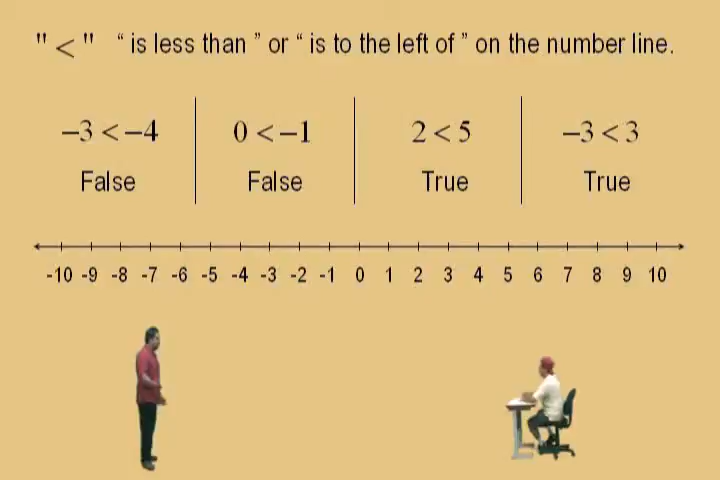 "<" “ is less than ” or “ is to the left of ” on the number line.
−3 < −4 0 < −1 2 < 5 −3 < 3
False False True True
-10 -9 -8 -7 -6 -5 -4 -3 -2 -1 0 1 2 3 4 5 6 7 8 9 10